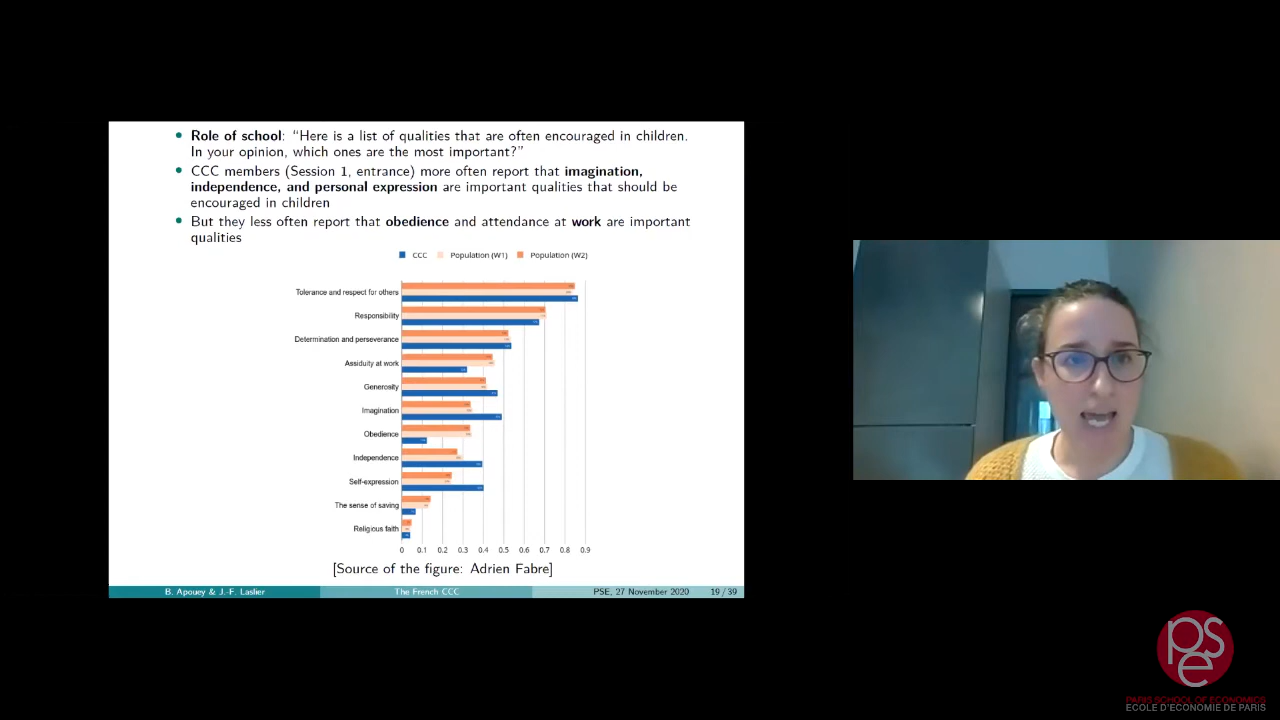 Role of school: “Here is a list of qualities that are often encouraged in children.
In your opinion, which ones are the most important?”
CCC members (Session 1, entrance) more often report that imagination,
independence, and personal expression are important qualities that should be
encouraged in children
But they less often report that obedience and attendance at work are important
qualities
CCC Population (W1) Population (W2)
Tolerance and respect for others
Responsibility
Determination and perseverance
Assiduity at work
Generosity
Imagination
Obedience
Independence
Self-expression
The sense of saving
Religious faith
0 0.1 0.2 0.3 0.4 0.5 0.6 0.7 0.8 0.9
[Source of the figure: Adrien Fabre]
B. Apouey & J.-F. Laslier The French CCC PSE, 27 November 2020 19 / 39
pse
PARIS SCHOOL OF ECONOMICS
ECOLE D'ECONOMIE DE PARIS